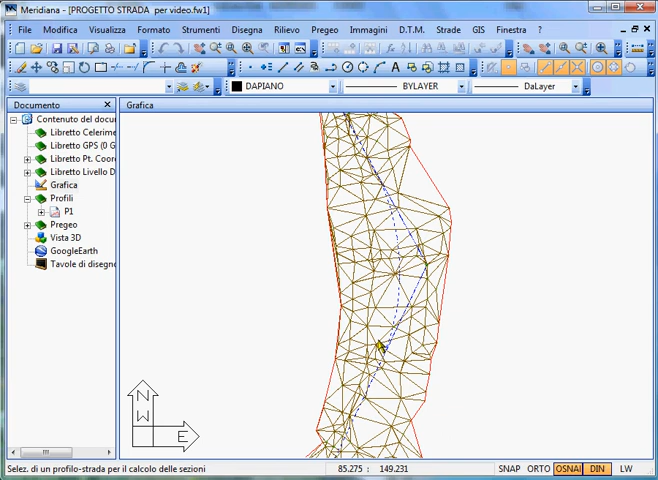 Meridiana - [PROGETTO STRADA per video.fw1]
File Modifica Visualizza Formato Strumenti Disegna Rilievo Pregeo Immagini D.T.M. Strade GIS Finestra ?
DAPIANO BYLAYER DaLayer
Documento
Grafica
Contenuto del docu
Libretto Celerime
Libretto GPS (0 G
Libretto Pt. Coor
Libretto Livello D
Grafica
Profili
P1
Pregeo
Vista 3D
GoogleEarth
Tavole di disegno
N
W
E
Selez. di un profilo-strada per il calcolo delle sezioni 85.275 : 149.231 SNAP ORTO OSNAI DIN LW